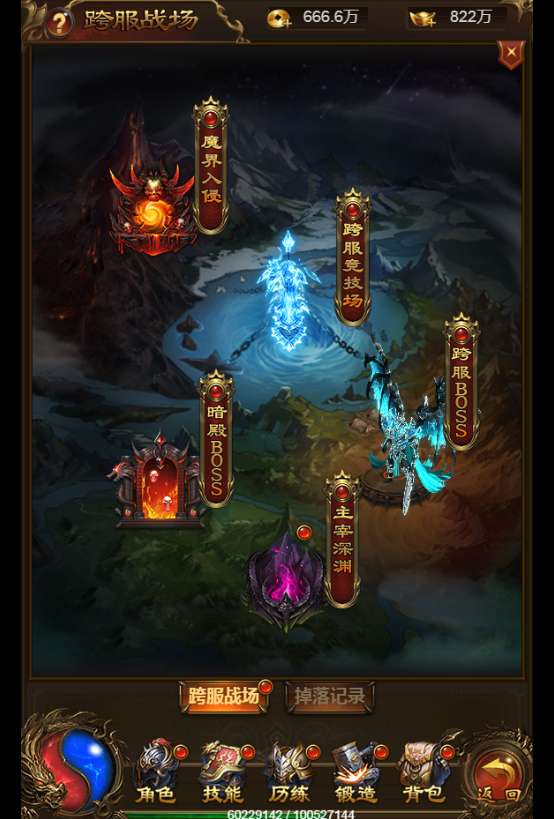 跨服战场
666.6万
822万
魔界入侵
跨服竞技场
跨服BOSS
暗殿BOSS
主宰深渊
跨服战场
掉落记录
角色
技能
历练
锻造
背包
返回
60229142 / 100527144